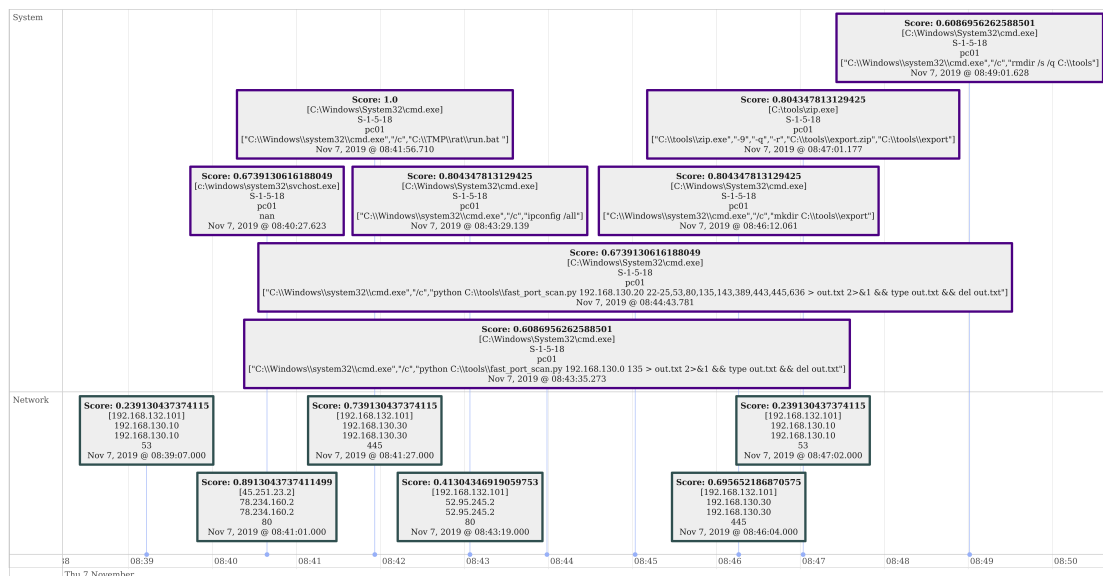 System
Score: 0.6086956262588501
[C:\Windows\System32\cmd.exe]
S-1-5-18
pc01
["C:\\Windows\\system32\\cmd.exe","/c","rmdir /s /q C:\\tools"]
Nov 7, 2019 @ 08:49:01.628
Score: 1.0
[C:\Windows\System32\cmd.exe]
S-1-5-18
pc01
["C:\\Windows\\system32\\cmd.exe","/c","C:\\TMP\\rat\\run.bat "]
Nov 7, 2019 @ 08:41:56.710
Score: 0.804347813129425
[C:\tools\zip.exe]
S-1-5-18
pc01
["C:\\tools\\zip.exe","-9","-q","-r","C:\\tools\\export.zip","C:\\tools\\export"]
Nov 7, 2019 @ 08:47:01.177
Score: 0.6739130616188049
[c:\windows\system32\svchost.exe]
S-1-5-18
pc01
nan
Nov 7, 2019 @ 08:40:27.623
Score: 0.804347813129425
[C:\Windows\System32\cmd.exe]
S-1-5-18
pc01
["C:\\Windows\\system32\\cmd.exe","/c","ipconfig /all"]
Nov 7, 2019 @ 08:43:29.139
Score: 0.804347813129425
[C:\Windows\System32\cmd.exe]
S-1-5-18
pc01
["C:\\Windows\\system32\\cmd.exe","/c","mkdir C:\\tools\\export"]
Nov 7, 2019 @ 08:46:12.061
Score: 0.6739130616188049
[C:\Windows\System32\cmd.exe]
S-1-5-18
pc01
["C:\\Windows\\system32\\cmd.exe","/c","python C:\\tools\\fast_port_scan.py 192.168.130.20 22-25,53,80,135,143,389,443,445,636 > out.txt 2>&1 && type out.txt && del out.txt"]
Nov 7, 2019 @ 08:44:43.781
Score: 0.6086956262588501
[C:\Windows\System32\cmd.exe]
S-1-5-18
pc01
["C:\\Windows\\system32\\cmd.exe","/c","python C:\\tools\\fast_port_scan.py 192.168.130.0 135 > out.txt 2>&1 && type out.txt && del out.txt"]
Nov 7, 2019 @ 08:43:35.273
Network
Score: 0.239130437374115
[192.168.132.101]
192.168.130.10
192.168.130.10
53
Nov 7, 2019 @ 08:39:07.000
Score: 0.739130437374115
[192.168.132.101]
192.168.130.30
192.168.130.30
445
Nov 7, 2019 @ 08:41:27.000
Score: 0.239130437374115
[192.168.132.101]
192.168.130.10
192.168.130.10
53
Nov 7, 2019 @ 08:47:02.000
Score: 0.8913043737411499
[45.251.23.2]
78.234.160.2
78.234.160.2
80
Nov 7, 2019 @ 08:41:01.000
Score: 0.41304346919059753
[192.168.132.101]
52.95.245.2
52.95.245.2
80
Nov 7, 2019 @ 08:43:19.000
Score: 0.695652186870575
[192.168.132.101]
192.168.130.30
192.168.130.30
445
Nov 7, 2019 @ 08:46:04.000
38 08:39 08:40 08:41 08:42 08:43 08:44 08:45 08:46 08:47 08:48 08:49 08:50
Thu 7 November